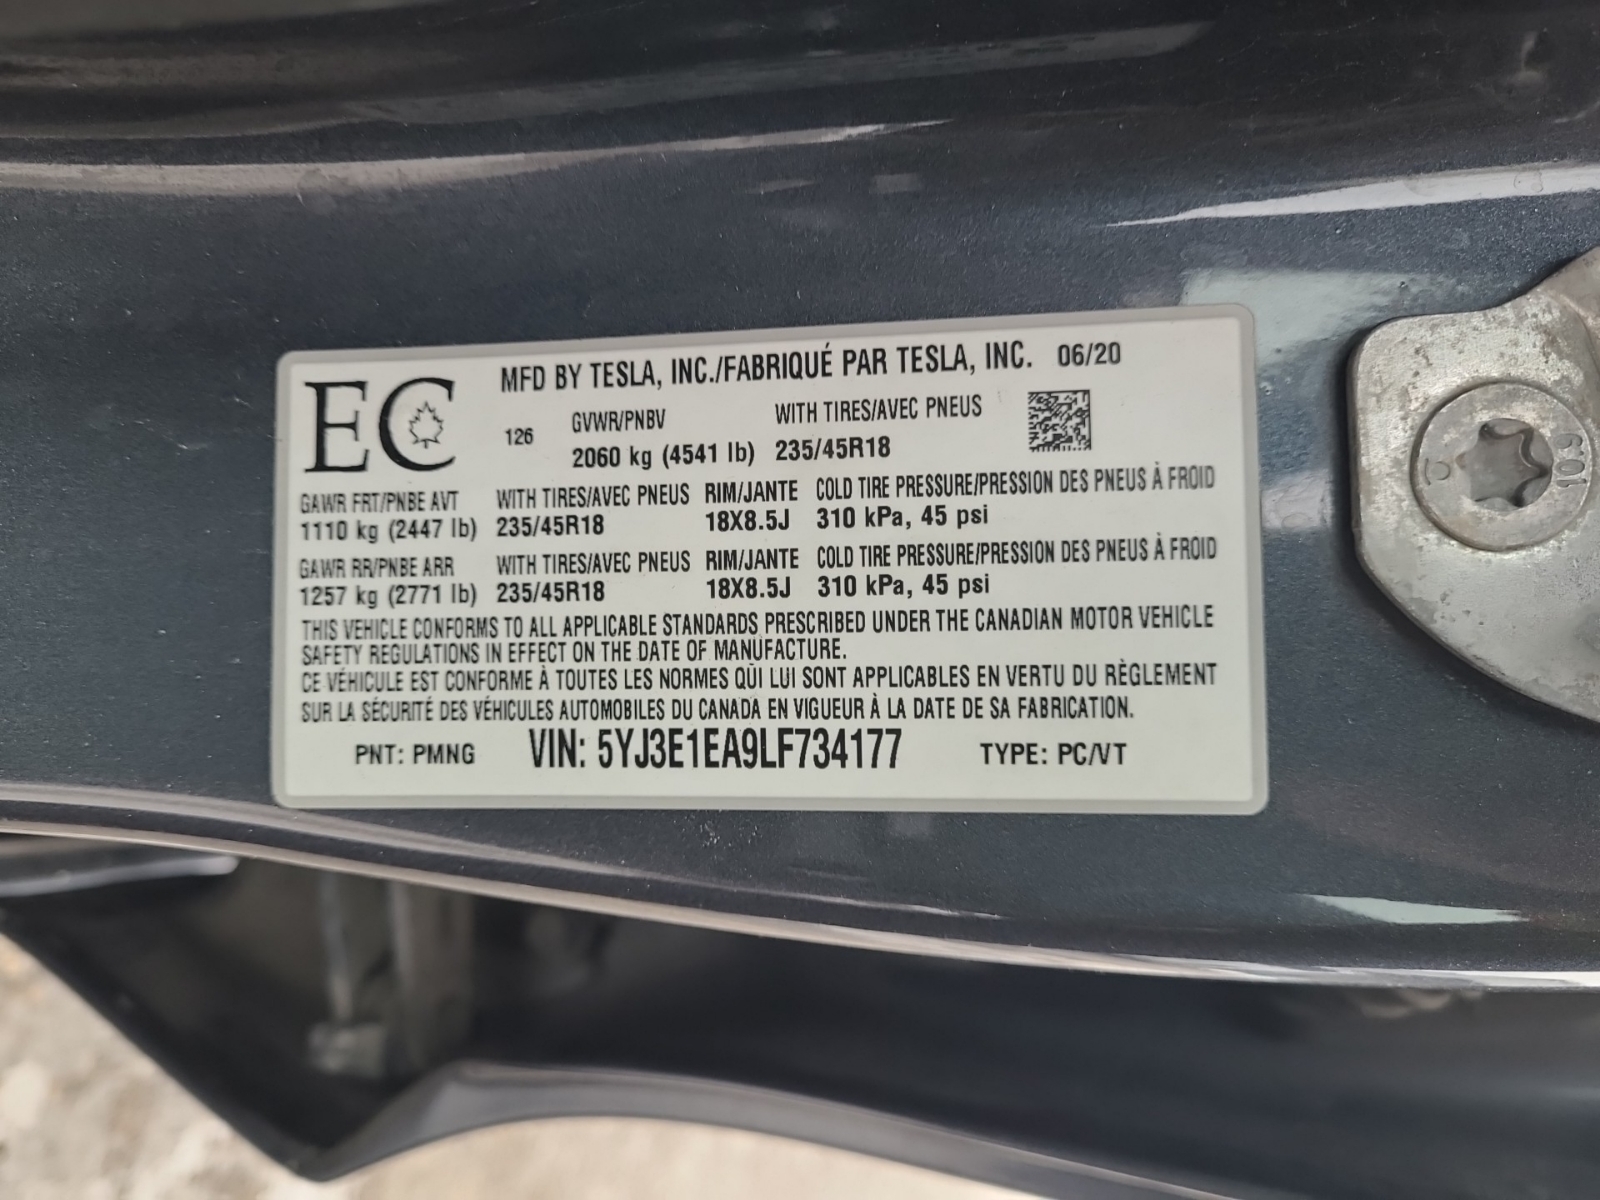 EC MFD BY TESLA, INC./FABRIQUÉ PAR TESLA, INC. 06/20
126 GVWR/PNBV WITH TIRES/AVEC PNEUS
2060 kg (4541 lb) 235/45R18
GAWR FRT/PNBE AVT WITH TIRES/AVEC PNEUS RIM/JANTE COLD TIRE PRESSURE/PRESSION DES PNEUS À FROID
1110 kg (2447 lb) 235/45R18 18X8.5J 310 kPa, 45 psi
GAWR RR/PNBE ARR WITH TIRES/AVEC PNEUS RIM/JANTE COLD TIRE PRESSURE/PRESSION DES PNEUS À FROID
1257 kg (2771 lb) 235/45R18 18X8.5J 310 kPa, 45 psi
THIS VEHICLE CONFORMS TO ALL APPLICABLE STANDARDS PRESCRIBED UNDER THE CANADIAN MOTOR VEHICLE
SAFETY REGULATIONS IN EFFECT ON THE DATE OF MANUFACTURE.
CE VÉHICULE EST CONFORME À TOUTES LES NORMES QUI LUI SONT APPLICABLES EN VERTU DU RÈGLEMENT
SUR LA SÉCURITÉ DES VÉHICULES AUTOMOBILES DU CANADA EN VIGUEUR À LA DATE DE SA FABRICATION.
PNT: PMNG VIN: 5YJ3E1EA9LF734177 TYPE: PC/VT